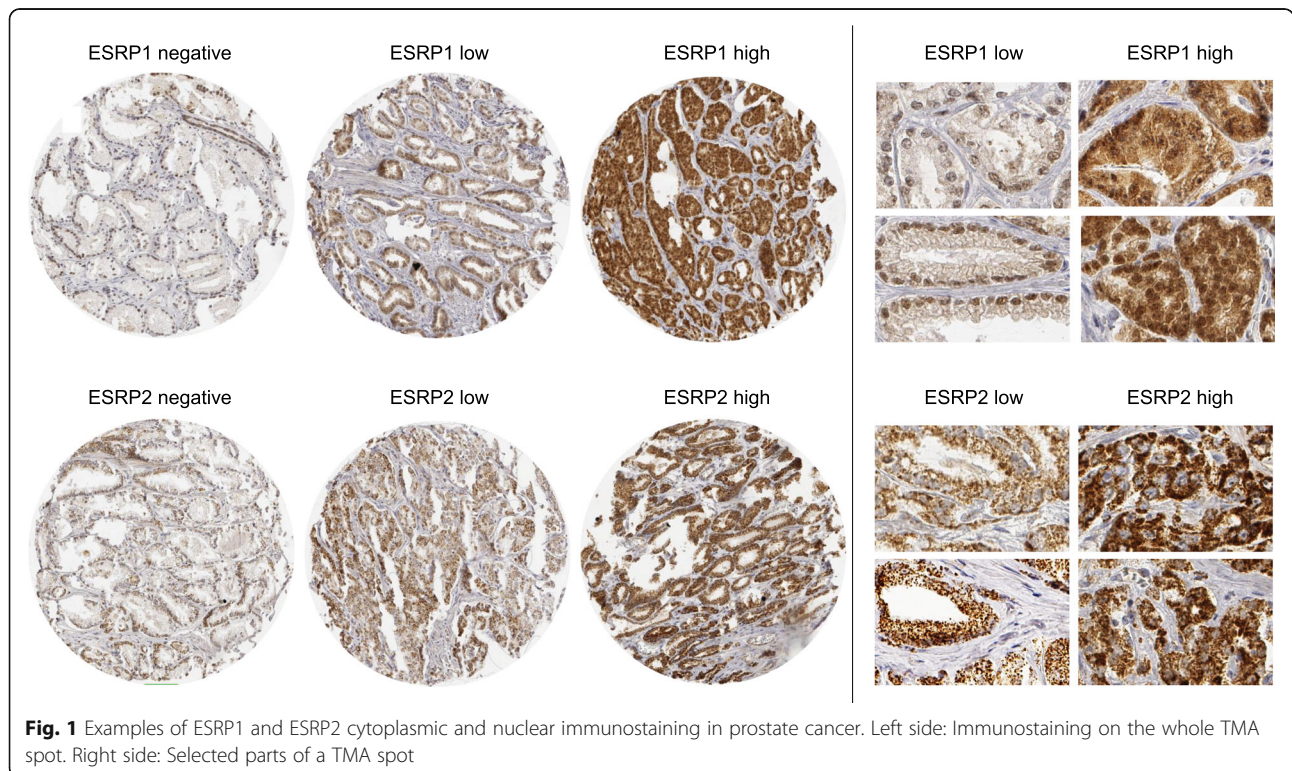 ESRP1 negative ESRP1 low ESRP1 high ESRP1 low ESRP1 high
ESRP2 negative ESRP2 low ESRP2 high ESRP2 low ESRP2 high
Fig. 1 Examples of ESRP1 and ESRP2 cytoplasmic and nuclear immunostaining in prostate cancer. Left side: Immunostaining on the whole TMA
spot. Right side: Selected parts of a TMA spot